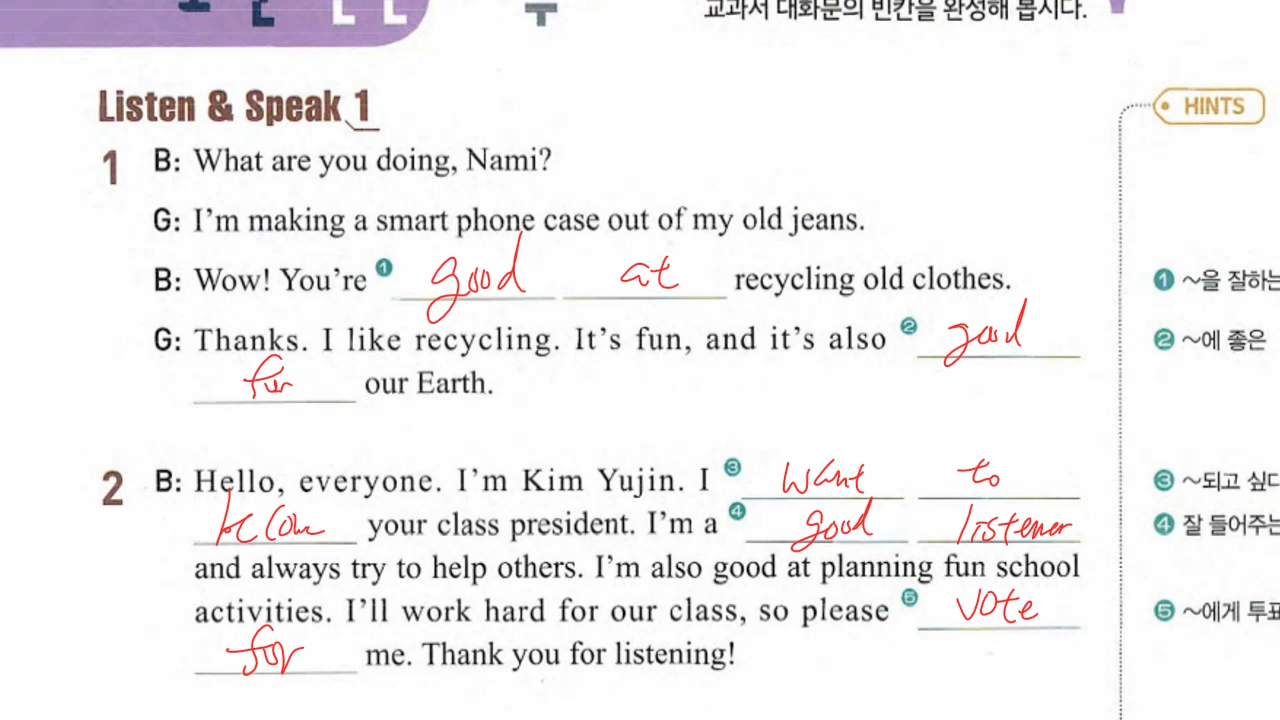 교과서 대화문의 빈칸을 완성해 봅시다.
Listen & Speak 1
HINTS
1 B: What are you doing, Nami?
G: I'm making a smart phone case out of my old jeans.
B: Wow! You're ❶ good at recycling old clothes.
❶ ~을 잘하는
G: Thanks. I like recycling. It's fun, and it's also ❷ good
❷ ~에 좋은
for our Earth.
2 B: Hello, everyone. I'm Kim Yujin. I ❸ want to
❸ ~되고 싶다
become your class president. I'm a ❹ good listener
❹ 잘 들어주는
and always try to help others. I'm also good at planning fun school
activities. I'll work hard for our class, so please ❺ vote
❺ ~에게 투표
for me. Thank you for listening!